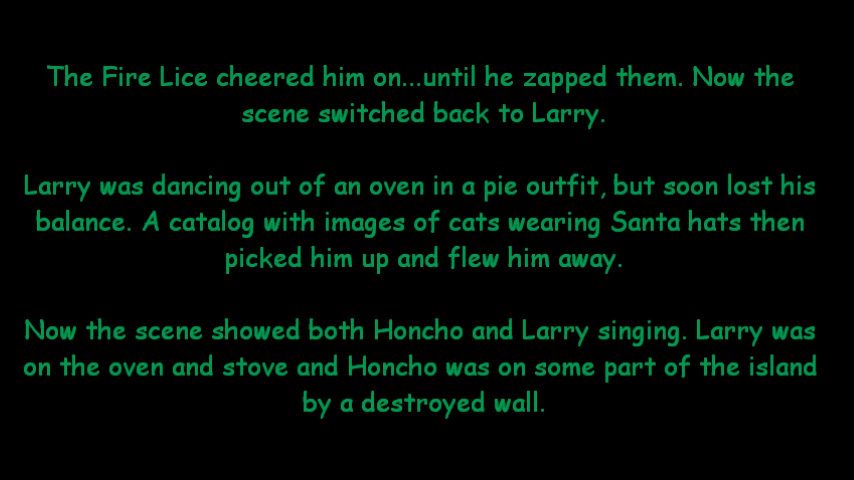 The Fire Lice cheered him on...until he zapped them. Now the
scene switched back to Larry.
Larry was dancing out of an oven in a pie outfit, but soon lost his
balance. A catalog with images of cats wearing Santa hats then
picked him up and flew him away.
Now the scene showed both Honcho and Larry singing. Larry was
on the oven and stove and Honcho was on some part of the island
by a destroyed wall.